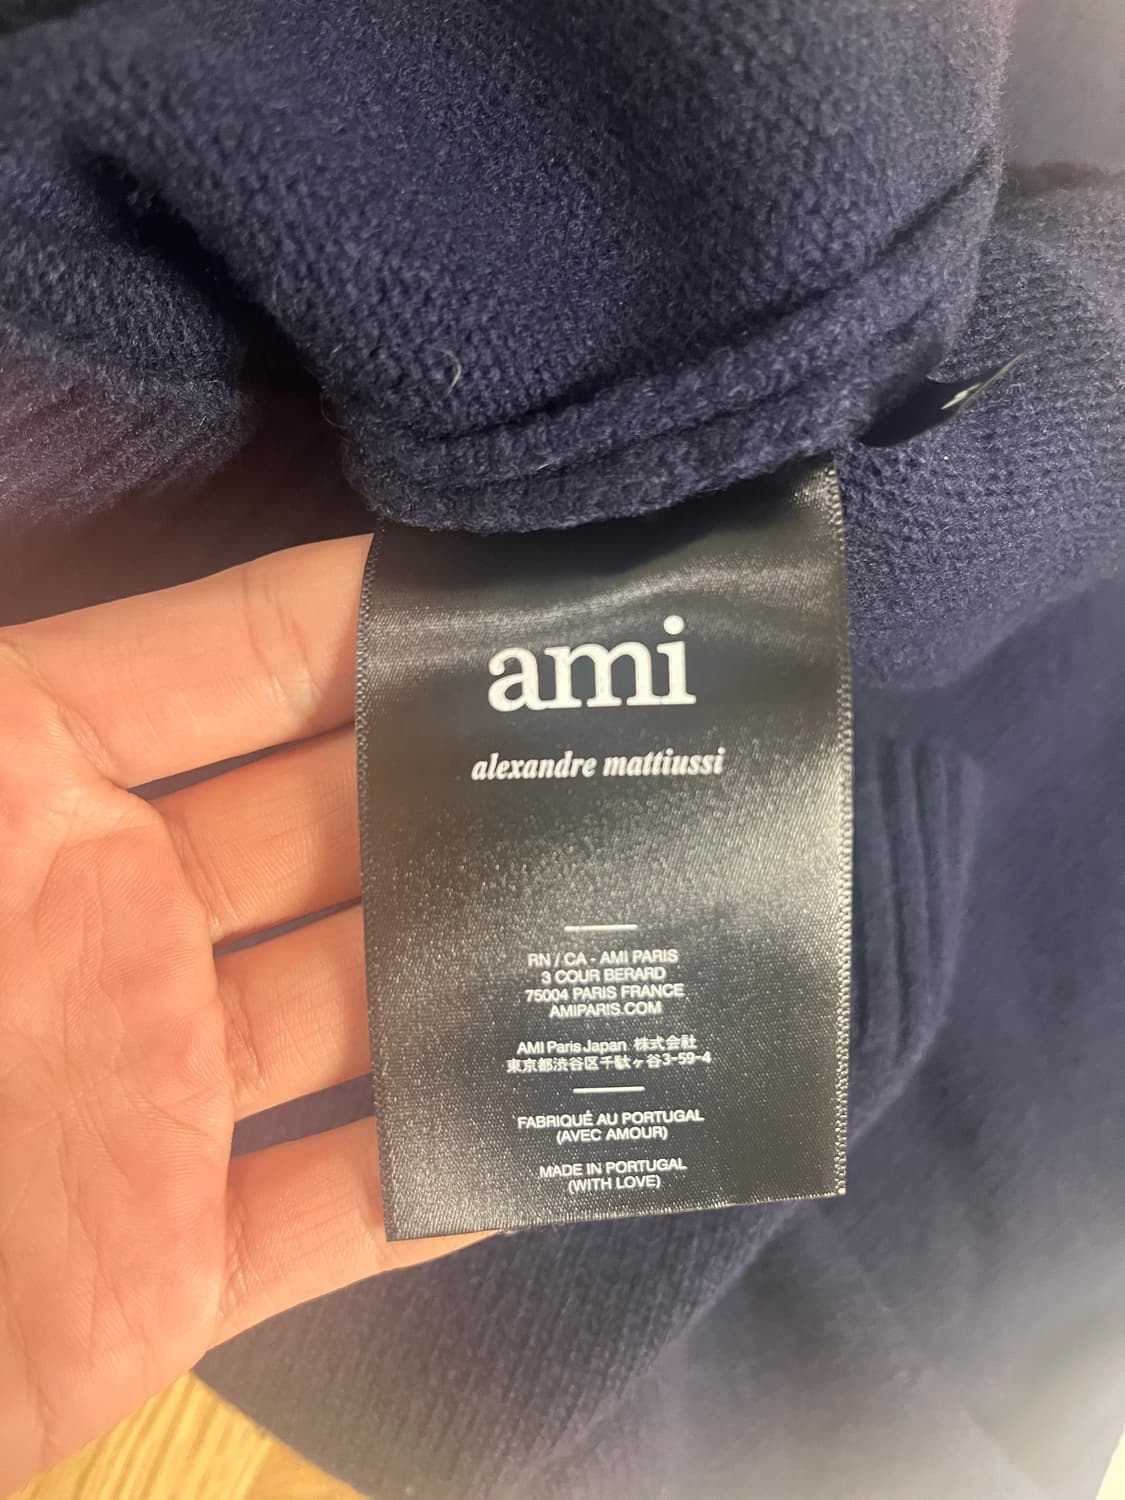 ami
alexandre mattiussi
RN / CA - AMI PARIS
3 COUR BERARD
75004 PARIS FRANCE
AMIPARIS.COM
AMI Paris Japan 株式会社
東京都渋谷区千駄ヶ谷3-59-4
FABRIQUÉ AU PORTUGAL
(AVEC AMOUR)
MADE IN PORTUGAL
(WITH LOVE)